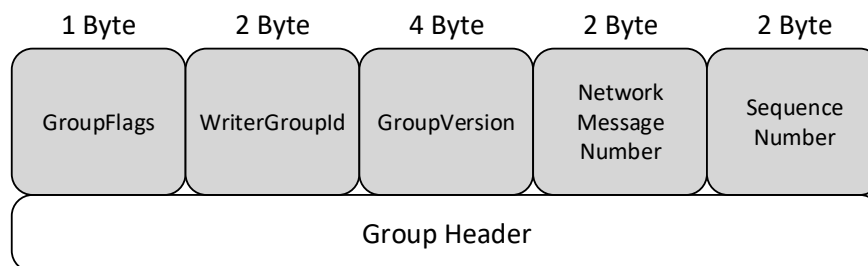 1 Byte 2 Byte 4 Byte 2 Byte 2 Byte
GroupFlags
WriterGroupId
GroupVersion
Network
Message
Number
Sequence
Number
Group Header